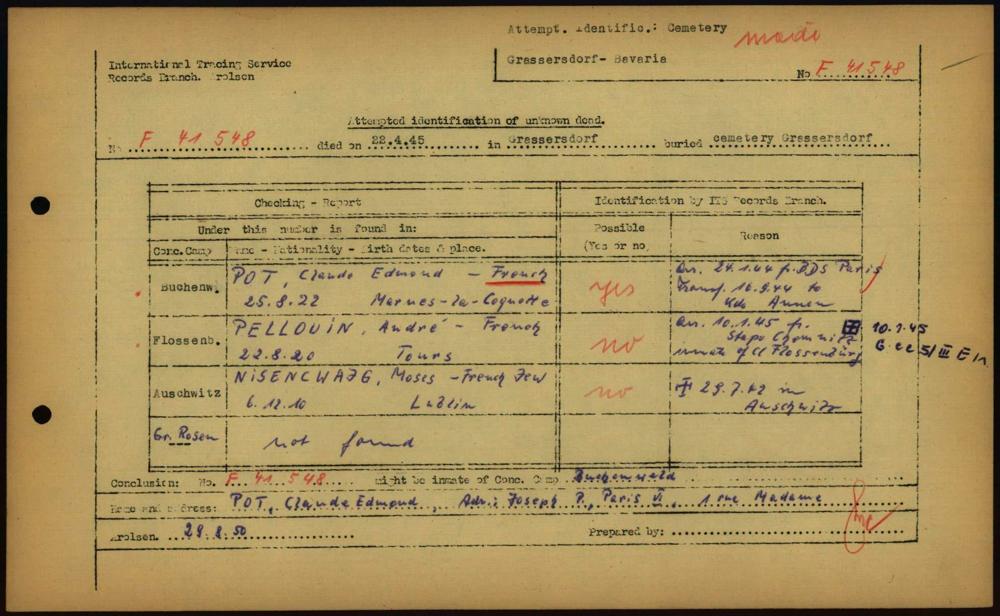 Attempt. identific.: Cemetery made
Grassersdorf- Bavaria
No F 41548
International Tracing Service
Records Branch. Arolsen
Attempted identification of unknown dead.
No F 41 548 died on 22.4.45 in Grassersdorf buried cemetery Grassersdorf
Checking - Report
Identification by ITS Records Branch.
Under this number is found in:
Possible (Yes or no)
Reason
Conc.Camp
Name - Nationality - Birth dates & place.
Buchenw.
POT, Claude Edmond - French
25.8.22 Marnes-la-Coquette
yes
arr. 24.1.44 fr. BDS Paris
transf. 16.9.44 to
Kdo Annen
Flossenb.
PELLOUIN, André - French
22.8.20 Tours
no
arr. 10.1.45 fr.
Stapo Chemnitz
inmate of Cl Flossenbürg
10.1.45
Auschwitz
NISENCWAJG, Moses - French Jew
6.12.10 Lublin
no
29.7.42 in
Auschwitz
Gr. Rosen
not found
Conclusion: No. F 41 548 might be inmate of Conc. Camp Buchenwald
Name and address: POT, Claude Edmond, Adr.: Joseph P., Paris VI, 1 rue Madame
Arolsen. 29.8.50 Prepared by: